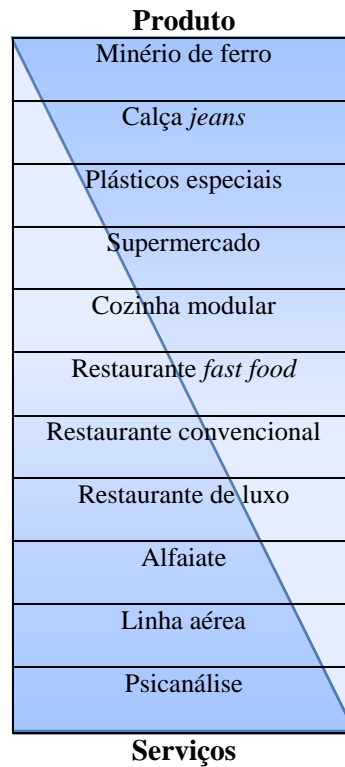 Produto
Minério de ferro
Calça jeans
Plásticos especiais
Supermercado
Cozinha modular
Restaurante fast food
Restaurante convencional
Restaurante de luxo
Alfaiate
Linha aérea
Psicanálise
Serviços